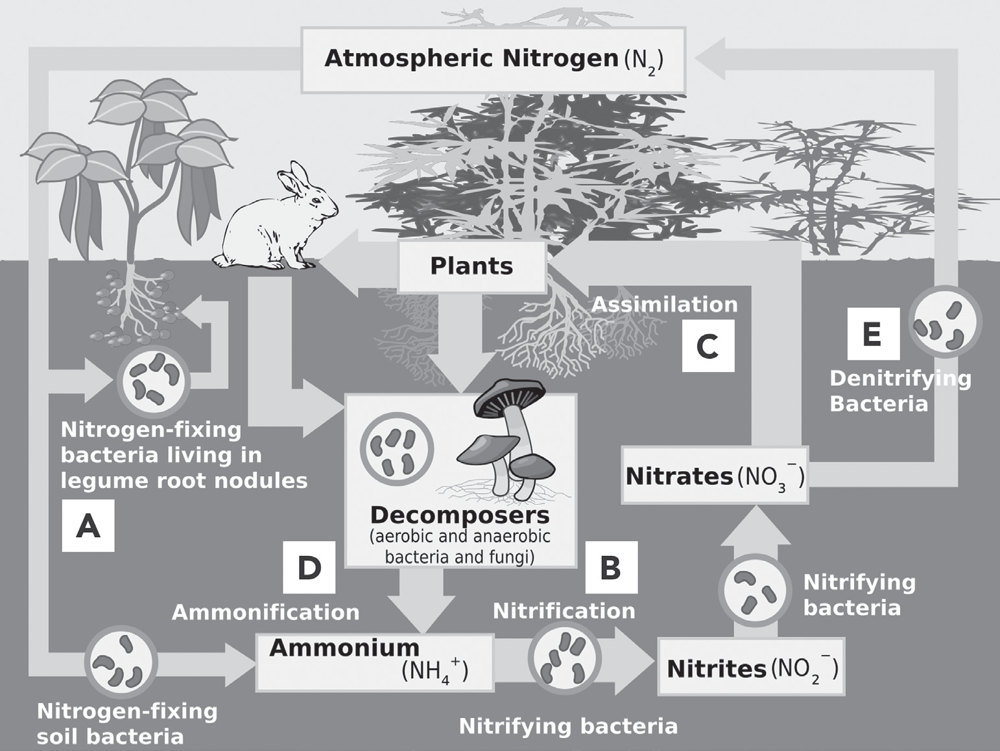 Atmospheric Nitrogen (N₂)
Plants
Assimilation
C
E
Denitrifying
Bacteria
Nitrogen-fixing
bacteria living in
legume root nodules
A
Nitrates (NO₃⁻)
Decomposers
(aerobic and anaerobic
bacteria and fungi)
D
B
Ammonification
Nitrification
Nitrifying
bacteria
Ammonium
(NH₄⁺)
Nitrites (NO₂⁻)
Nitrogen-fixing
soil bacteria
Nitrifying bacteria